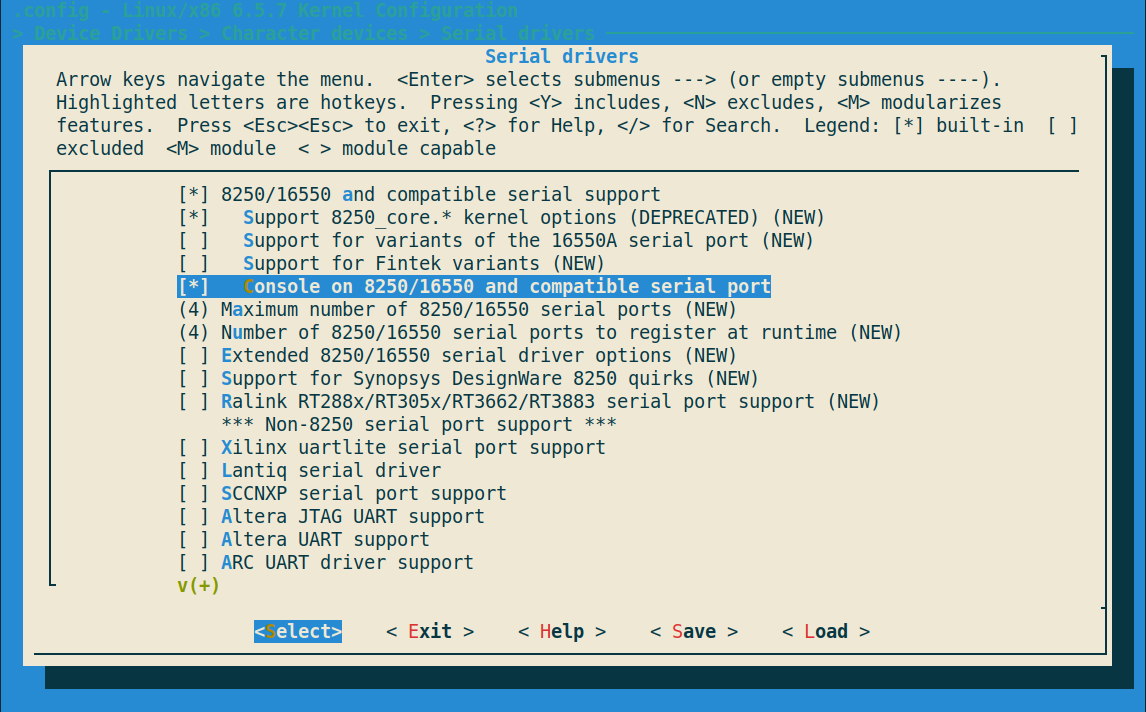 .config - Linux/x86 6.5.7 Kernel Configuration
> Device Drivers > Character devices > Serial drivers
Serial drivers
Arrow keys navigate the menu.  <Enter> selects submenus ---> (or empty submenus ----).
Highlighted letters are hotkeys.  Pressing <Y> includes, <N> excludes, <M> modularizes
features.  Press <Esc><Esc> to exit, <?> for Help, </> for Search.  Legend: [*] built-in  [ ]
excluded  <M> module  < > module capable
[*] 8250/16550 and compatible serial support
[*]   Support 8250_core.* kernel options (DEPRECATED) (NEW)
[ ]   Support for variants of the 16550A serial port (NEW)
[ ]   Support for Fintek variants (NEW)
[*]   Console on 8250/16550 and compatible serial port
(4) Maximum number of 8250/16550 serial ports (NEW)
(4) Number of 8250/16550 serial ports to register at runtime (NEW)
[ ] Extended 8250/16550 serial driver options (NEW)
[ ] Support for Synopsys DesignWare 8250 quirks (NEW)
[ ] Ralink RT288x/RT305x/RT3662/RT3883 serial port support (NEW)
*** Non-8250 serial port support ***
[ ] Xilinx uartlite serial port support
[ ] Lantiq serial driver
[ ] SCCNXP serial port support
[ ] Altera JTAG UART support
[ ] Altera UART support
[ ] ARC UART driver support
v(+)
<Select>    < Exit >    < Help >    < Save >    < Load >